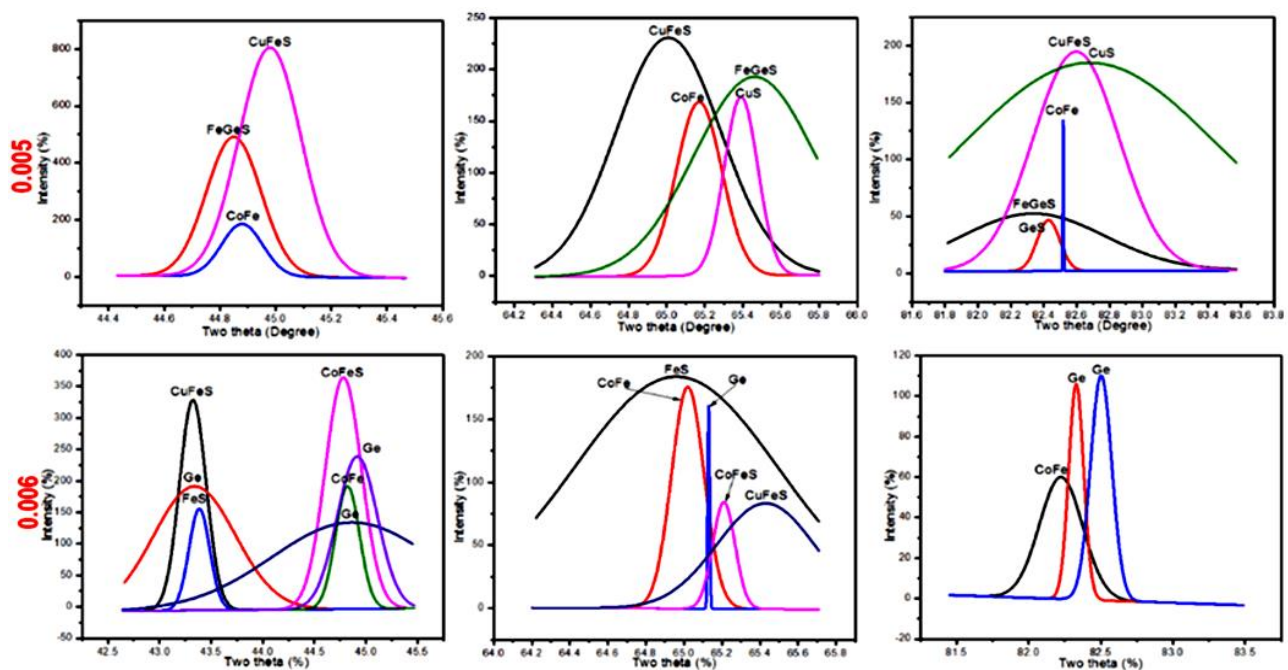 0.005
Intensity (%)
800
600
400
200
0
CuFeS
FeGeS
CoFe
44.4 44.6 44.8 45.0 45.2 45.4 45.6
Two theta (Degree)
Intensity (%)
250
200
150
100
50
0
CuFeS
FeGeS
CoFe
CuS
64.2 64.4 64.6 64.8 65.0 65.2 65.4 65.6 65.8 66.0
Two theta (Degree)
Intensity (%)
200
150
100
50
0
CuFeS
CuS
CoFe
FeGeS
GeS
81.6 81.8 82.0 82.2 82.4 82.6 82.8 83.0 83.2 83.4 83.6 83.8
Two theta (Degree)
0.006
Intensity (%)
400
350
300
250
200
150
100
50
0
-50
CoFeS
CuFeS
Ge
Ge
CoFe
FeS
Ge
42.5 43.0 43.5 44.0 44.5 45.0 45.5
Two theta (%)
Intensity (%)
200
150
100
50
0
CoFe
FeS
Ge
CoFeS
CuFeS
64.0 64.2 64.4 64.6 64.8 65.0 65.2 65.4 65.6 65.8
Two theta (%)
Intensity (%)
120
100
80
60
40
20
0
-20
Ge
Ge
CoFe
81.5 82.0 82.5 83.0 83.5
Two theta (%)